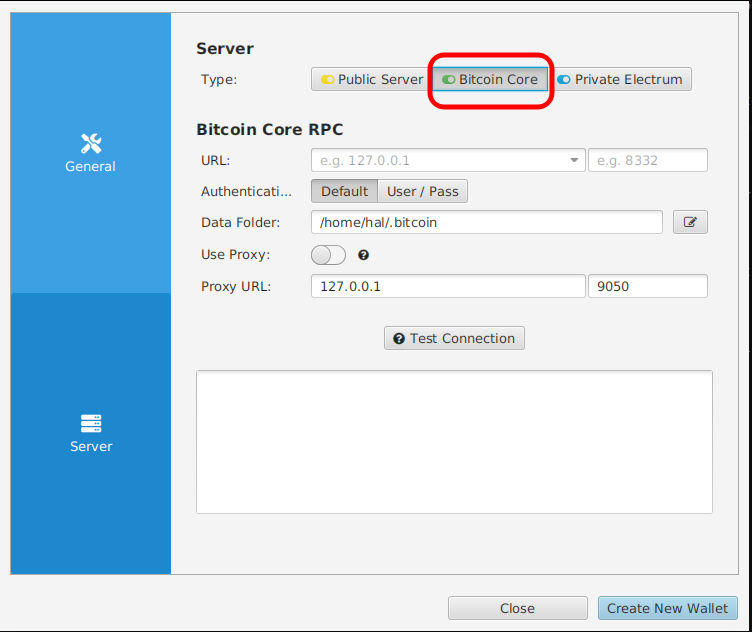 Server
Type: Public Server Bitcoin Core Private Electrum
Bitcoin Core RPC
URL: e.g. 127.0.0.1 e.g. 8332
Authenticati... Default User / Pass
Data Folder: /home/hal/.bitcoin
Use Proxy:
Proxy URL: 127.0.0.1 9050
Test Connection
General
Server
Close Create New Wallet